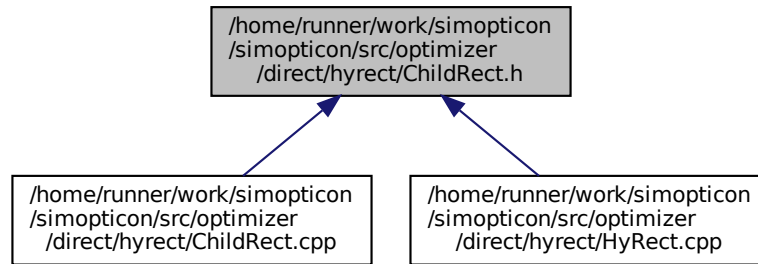 /home/runner/work/simopticon
/simopticon/src/optimizer
/direct/hyrect/ChildRect.h
/home/runner/work/simopticon
/simopticon/src/optimizer
/direct/hyrect/ChildRect.cpp
/home/runner/work/simopticon
/simopticon/src/optimizer
/direct/hyrect/HyRect.cpp